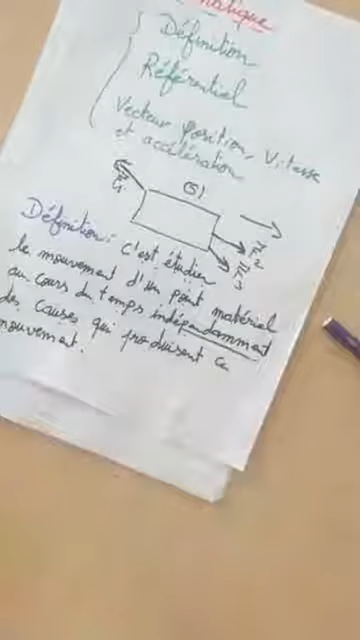 matique
Définition
Référentiel
Vecteur position, Vitesse
et accélération
(S)
F₁
F₂
F₃
Définition: C'est étudier
le mouvement d'un point matériel
au cours du temps indépendamment
des causes qui produisent ce
mouvement.